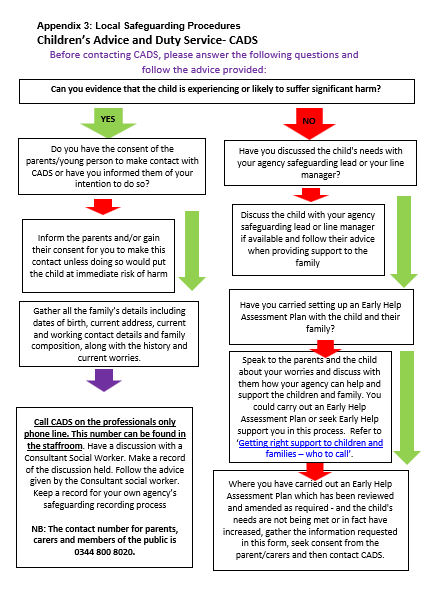 Appendix 3: Local Safeguarding Procedures
Children's Advice and Duty Service- CADS
Before contacting CADS, please answer the following questions and
follow the advice provided:
Can you evidence that the child is experiencing or likely to suffer significant harm?
YES
Do you have the consent of the
parents/young person to make contact with
CADS or have you informed them of your
intention to do so?
Inform the parents and/or gain
their consent for you to make this
contact unless doing so would put
the child at immediate risk of harm
Gather all the family's details including
dates of birth, current address, current
and working contact details and family
composition, along with the history and
current worries.
Call CADS on the professionals only
phone line. This number can be found in
the staffroom. Have a discussion with a
Consultant Social Worker. Make a record
of the discussion held. Follow the advice
given by the Consultant social worker.
Keep a record for your own agency's
safeguarding recording process
NB: The contact number for parents,
carers and members of the public is
0344 800 8020.
NO
Have you discussed the child's needs with
your agency safeguarding lead or your line
manager?
Discuss the child with your agency
safeguarding lead or line manager
if available and follow their advice
when providing support to the
family
Have you carried setting up an Early Help
Assessment Plan with the child and their
family?
Speak to the parents and the child
about your worries and discuss with
them how your agency can help and
support the children and family. You
could carry out an Early Help
Assessment Plan or seek Early Help
support you in this process.  Refer to
'Getting right support to children and
families – who to call'.
Where you have carried out an Early Help
Assessment Plan which has been reviewed
and amended as required - and the child's
needs are not being met or in fact have
increased, gather the information requested
in this form, seek consent from the
parent/carers and then contact CADS.